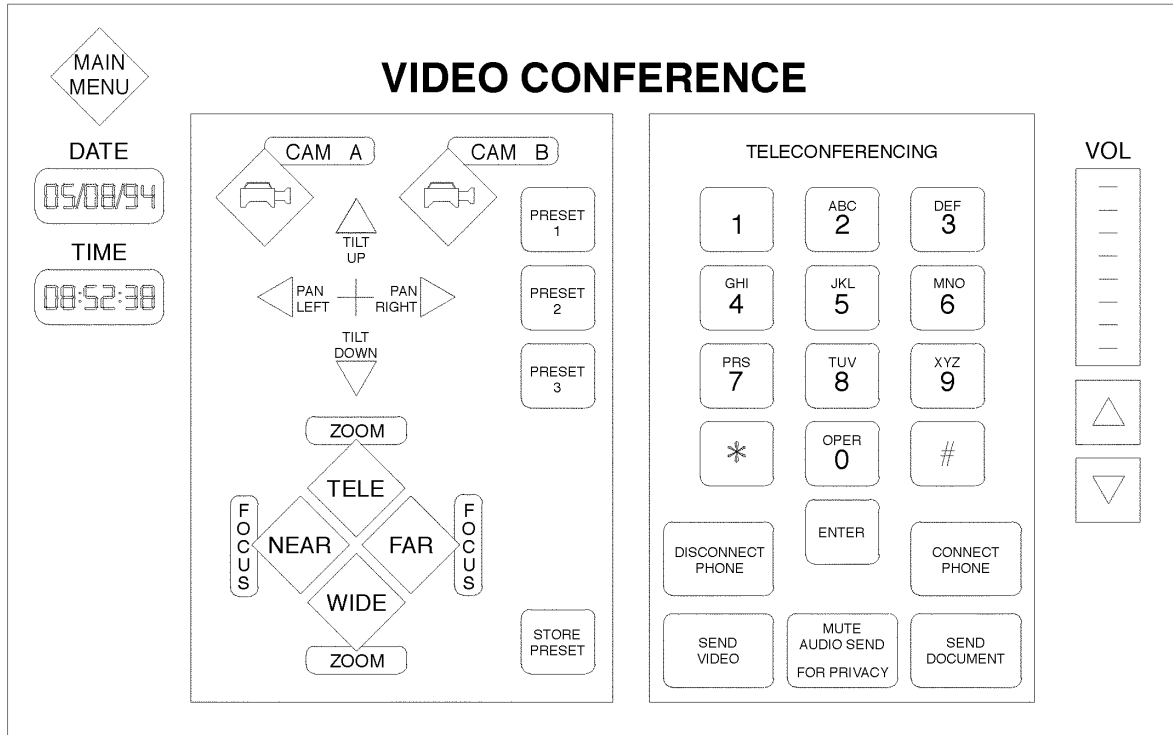 MAIN
MENU
VIDEO CONFERENCE
DATE
05/08/94
TIME
08:52:38
CAM A
CAM B
TILT
UP
PAN
LEFT
PAN
RIGHT
TILT
DOWN
PRESET
1
PRESET
2
PRESET
3
ZOOM
TELE
FOCUS
NEAR
FAR
FOCUS
WIDE
ZOOM
STORE
PRESET
TELECONFERENCING
1
ABC
2
DEF
3
GHI
4
JKL
5
MNO
6
PRS
7
TUV
8
XYZ
9
*
OPER
0
#
ENTER
DISCONNECT
PHONE
CONNECT
PHONE
SEND
VIDEO
MUTE
AUDIO SEND
FOR PRIVACY
SEND
DOCUMENT
VOL